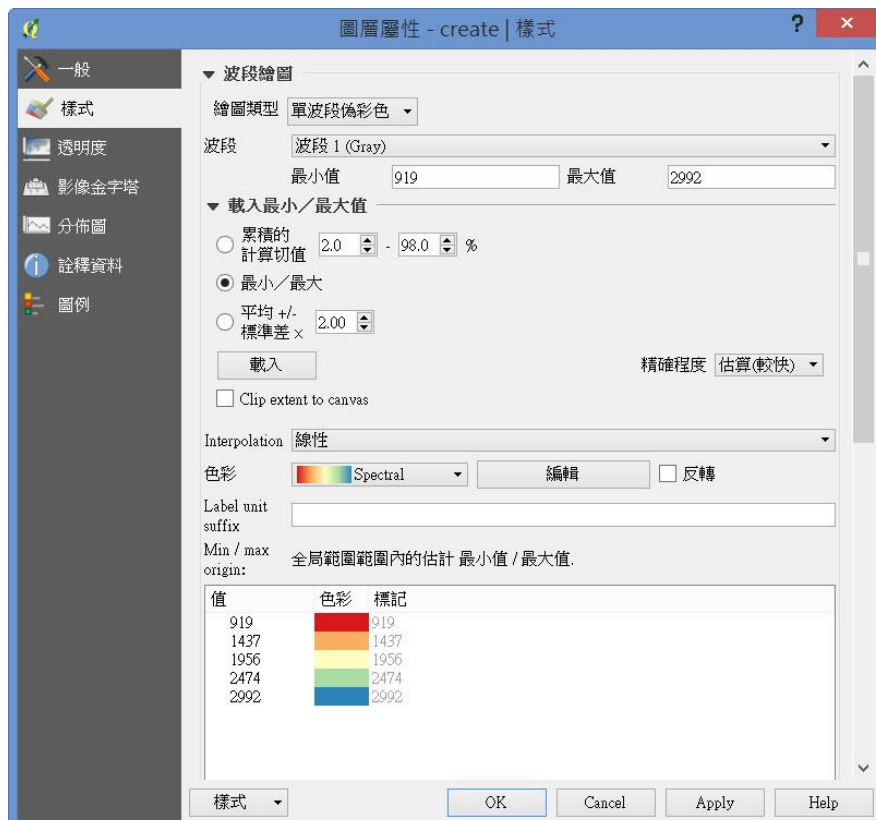 圖層屬性 - create | 樣式
?
×
一般
樣式
透明度
影像金字塔
分佈圖
詮釋資料
圖例
波段繪圖
繪圖類型 單波段偽彩色
波段 波段 1 (Gray)
最小值 919 最大值 2992
載入最小／最大值
累積的
計算切值 2.0 - 98.0 %
最小／最大
平均 +/-
標準差 × 2.00
載入 精確程度 估算(較快)
Clip extent to canvas
Interpolation 線性
色彩 Spectral 編輯 反轉
Label unit
suffix
Min / max
origin: 全局範圍範圍內的估計 最小值 / 最大值.
值 色彩 標記
919 919
1437 1437
1956 1956
2474 2474
2992 2992
樣式 OK Cancel Apply Help